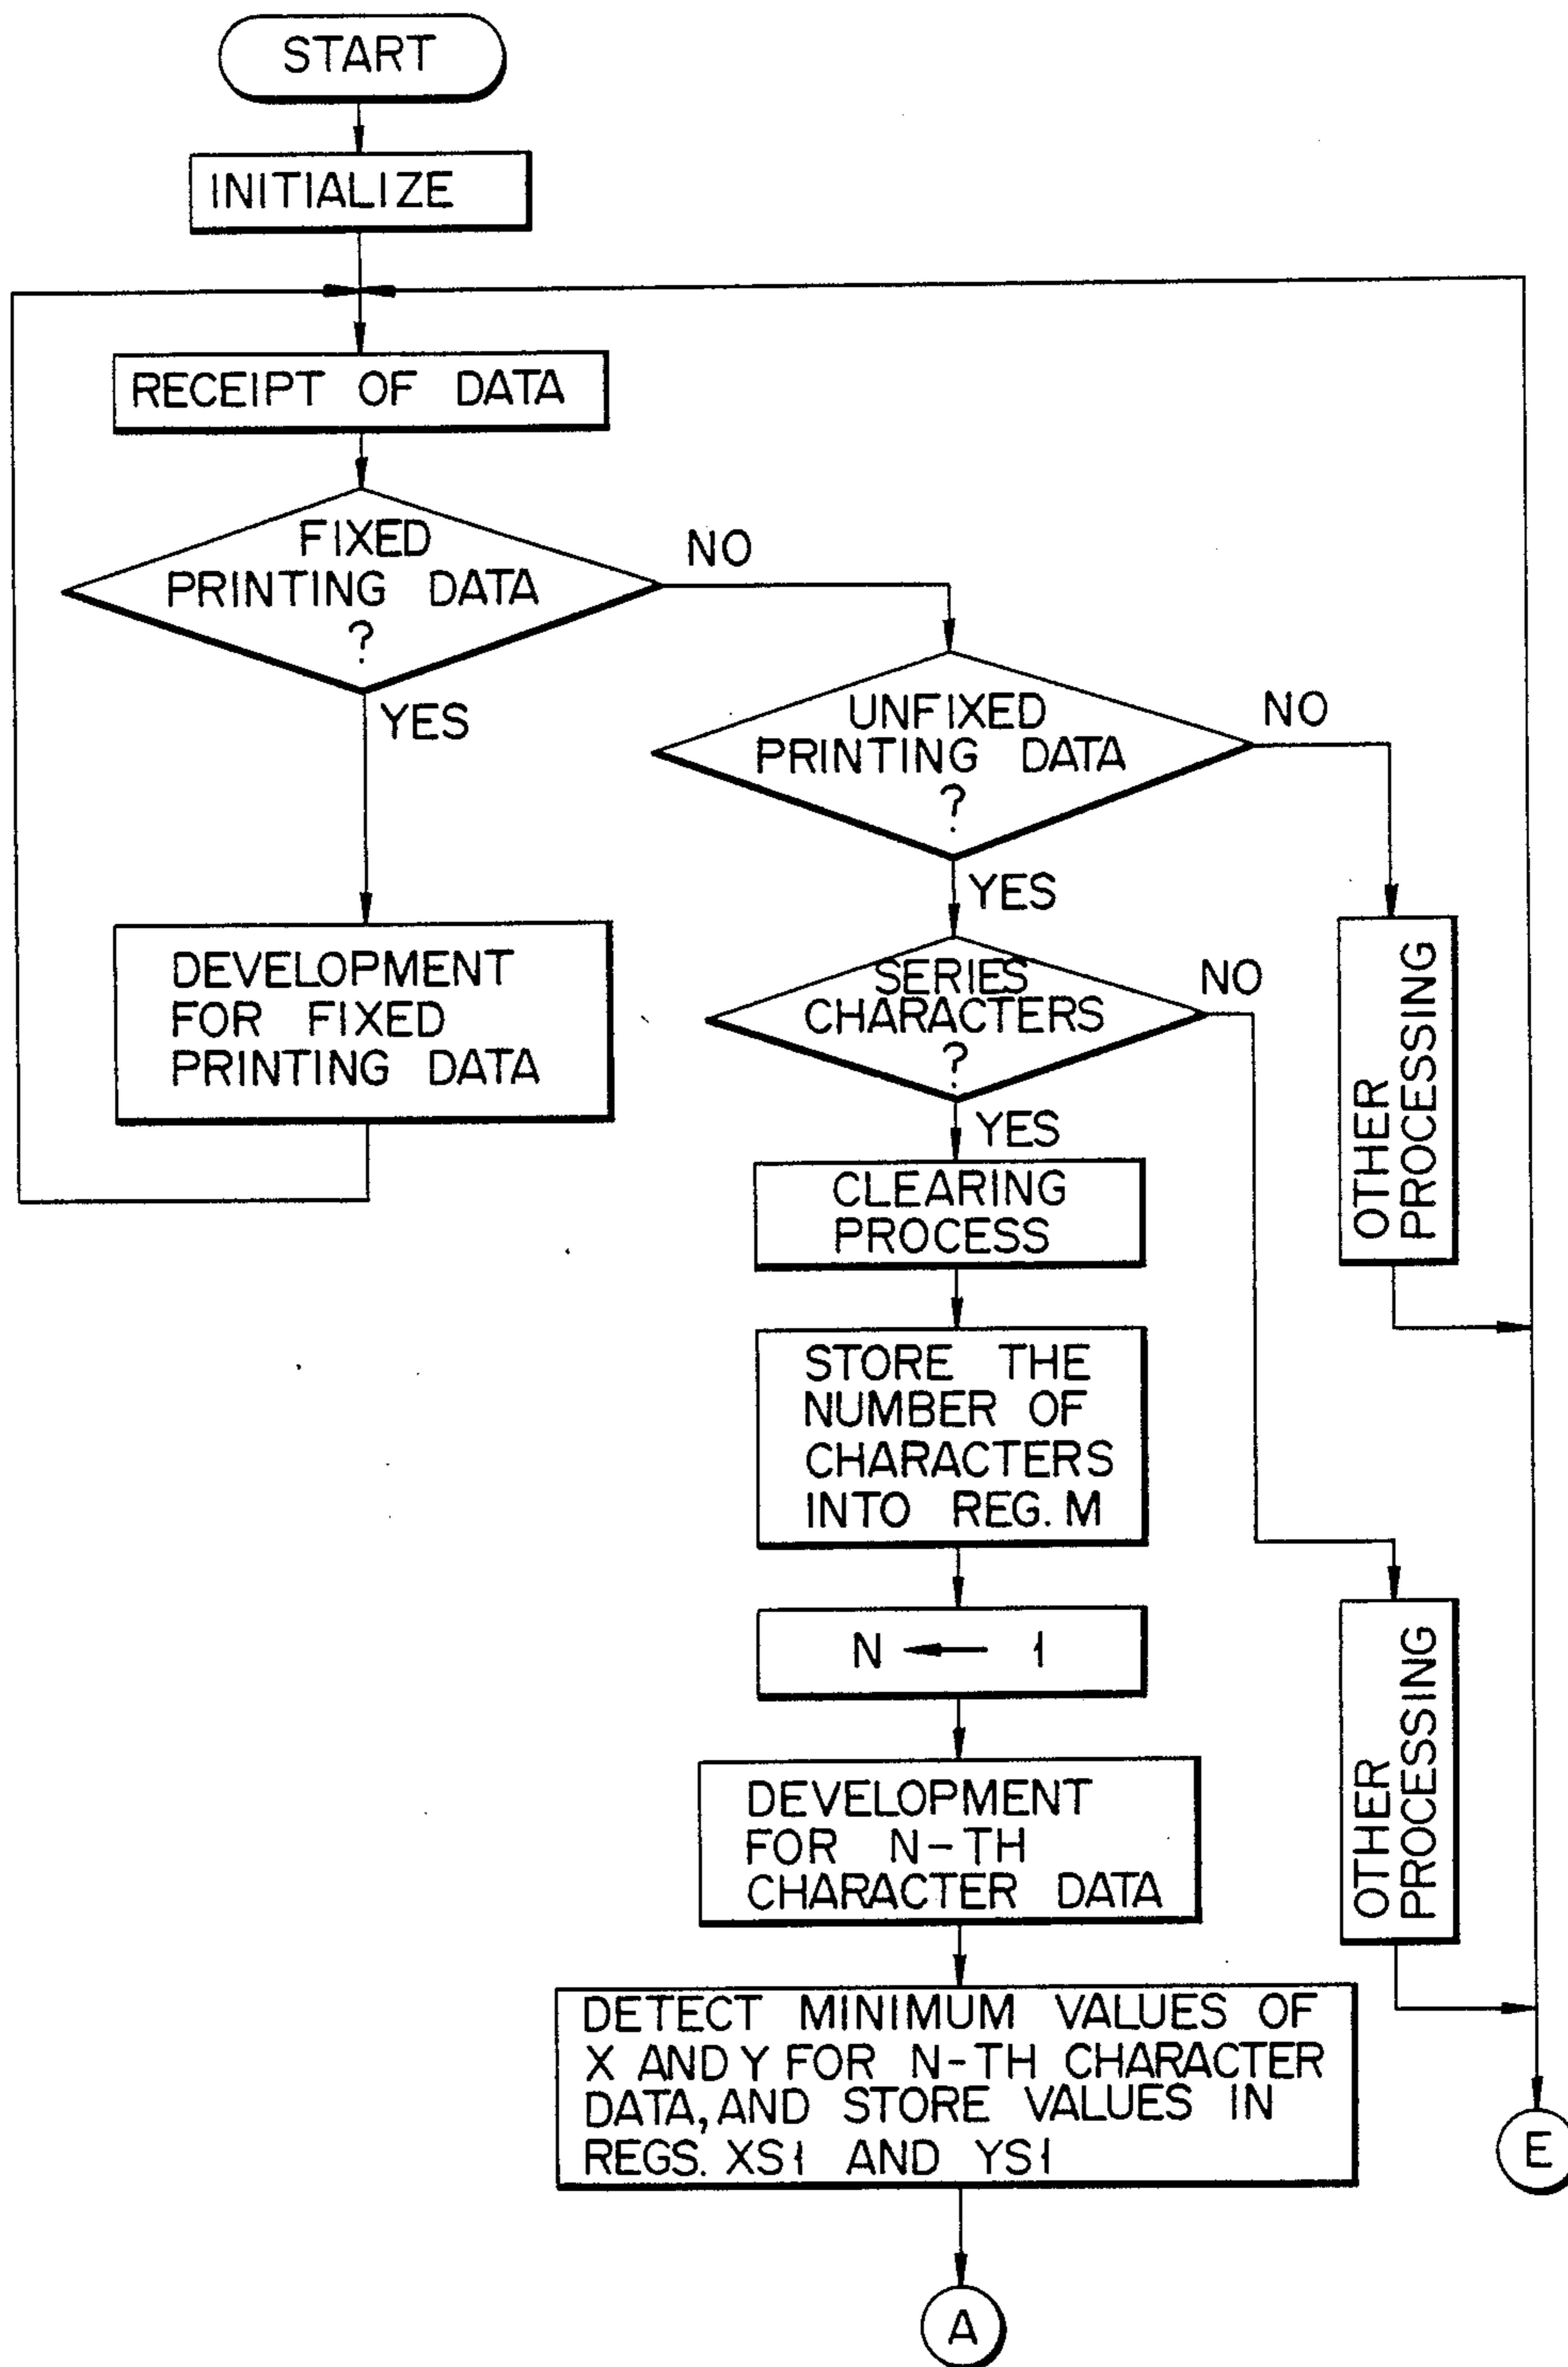 START
INITIALIZE
RECEIPT OF DATA
FIXED
PRINTING DATA
?
NO
YES
UNFIXED
PRINTING DATA
?
NO
YES
DEVELOPMENT
FOR FIXED
PRINTING DATA
SERIES
CHARACTERS
?
NO
YES
OTHER
PROCESSING
CLEARING
PROCESS
STORE THE
NUMBER OF
CHARACTERS
INTO REG. M
N ← 1
OTHER
PROCESSING
DEVELOPMENT
FOR N-TH
CHARACTER DATA
DETECT MINIMUM VALUES OF
X AND Y FOR N-TH CHARACTER
DATA, AND STORE VALUES IN
REGS. XS1 AND YS1
E
A